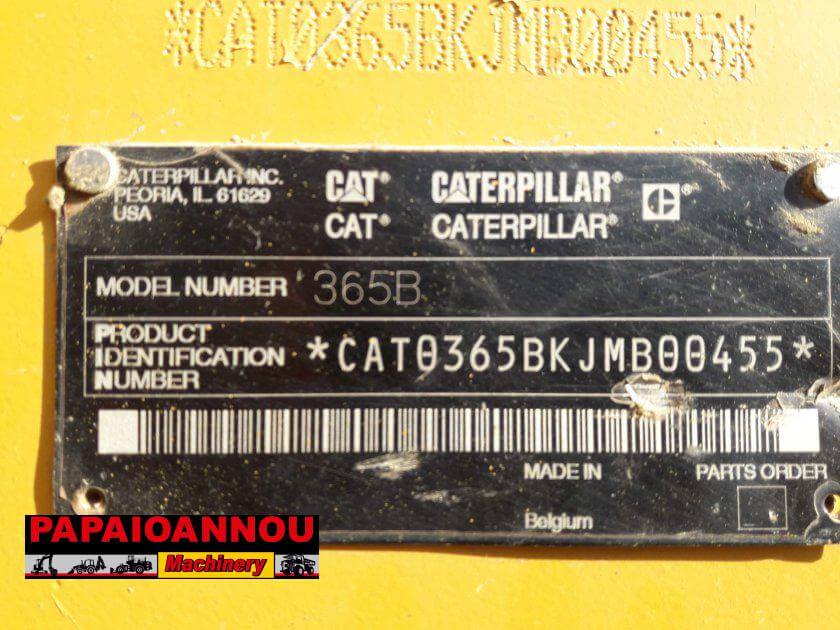 *CAT0365BKJMB00455*
CATERPILLAR INC.
PEORIA, IL. 61629
USA
CAT® CATERPILLAR® ®
CAT® CATERPILLAR®
MODEL NUMBER 365B
PRODUCT
IDENTIFICATION
NUMBER
*CAT0365BKJMB00455*
MADE IN
Belgium
PARTS ORDER
PAPAIOANNOU
Machinery